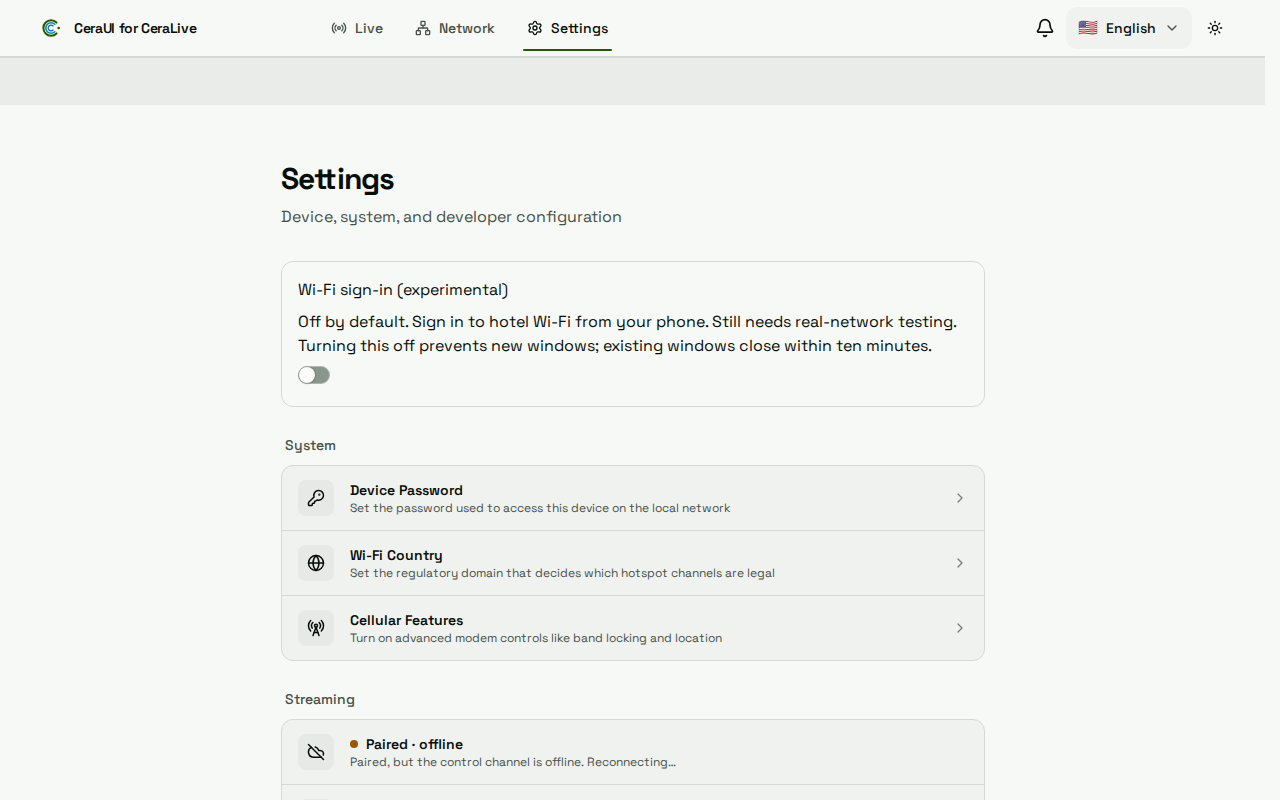 CeraUI for CeraLive
Live
Network
Settings
English
Settings
Device, system, and developer configuration
Wi-Fi sign-in (experimental)
Off by default. Sign in to hotel Wi-Fi from your phone. Still needs real-network testing.
Turning this off prevents new windows; existing windows close within ten minutes.
System
Device Password
Set the password used to access this device on the local network
Wi-Fi Country
Set the regulatory domain that decides which hotspot channels are legal
Cellular Features
Turn on advanced modem controls like band locking and location
Streaming
Paired · offline
Paired, but the control channel is offline. Reconnecting…